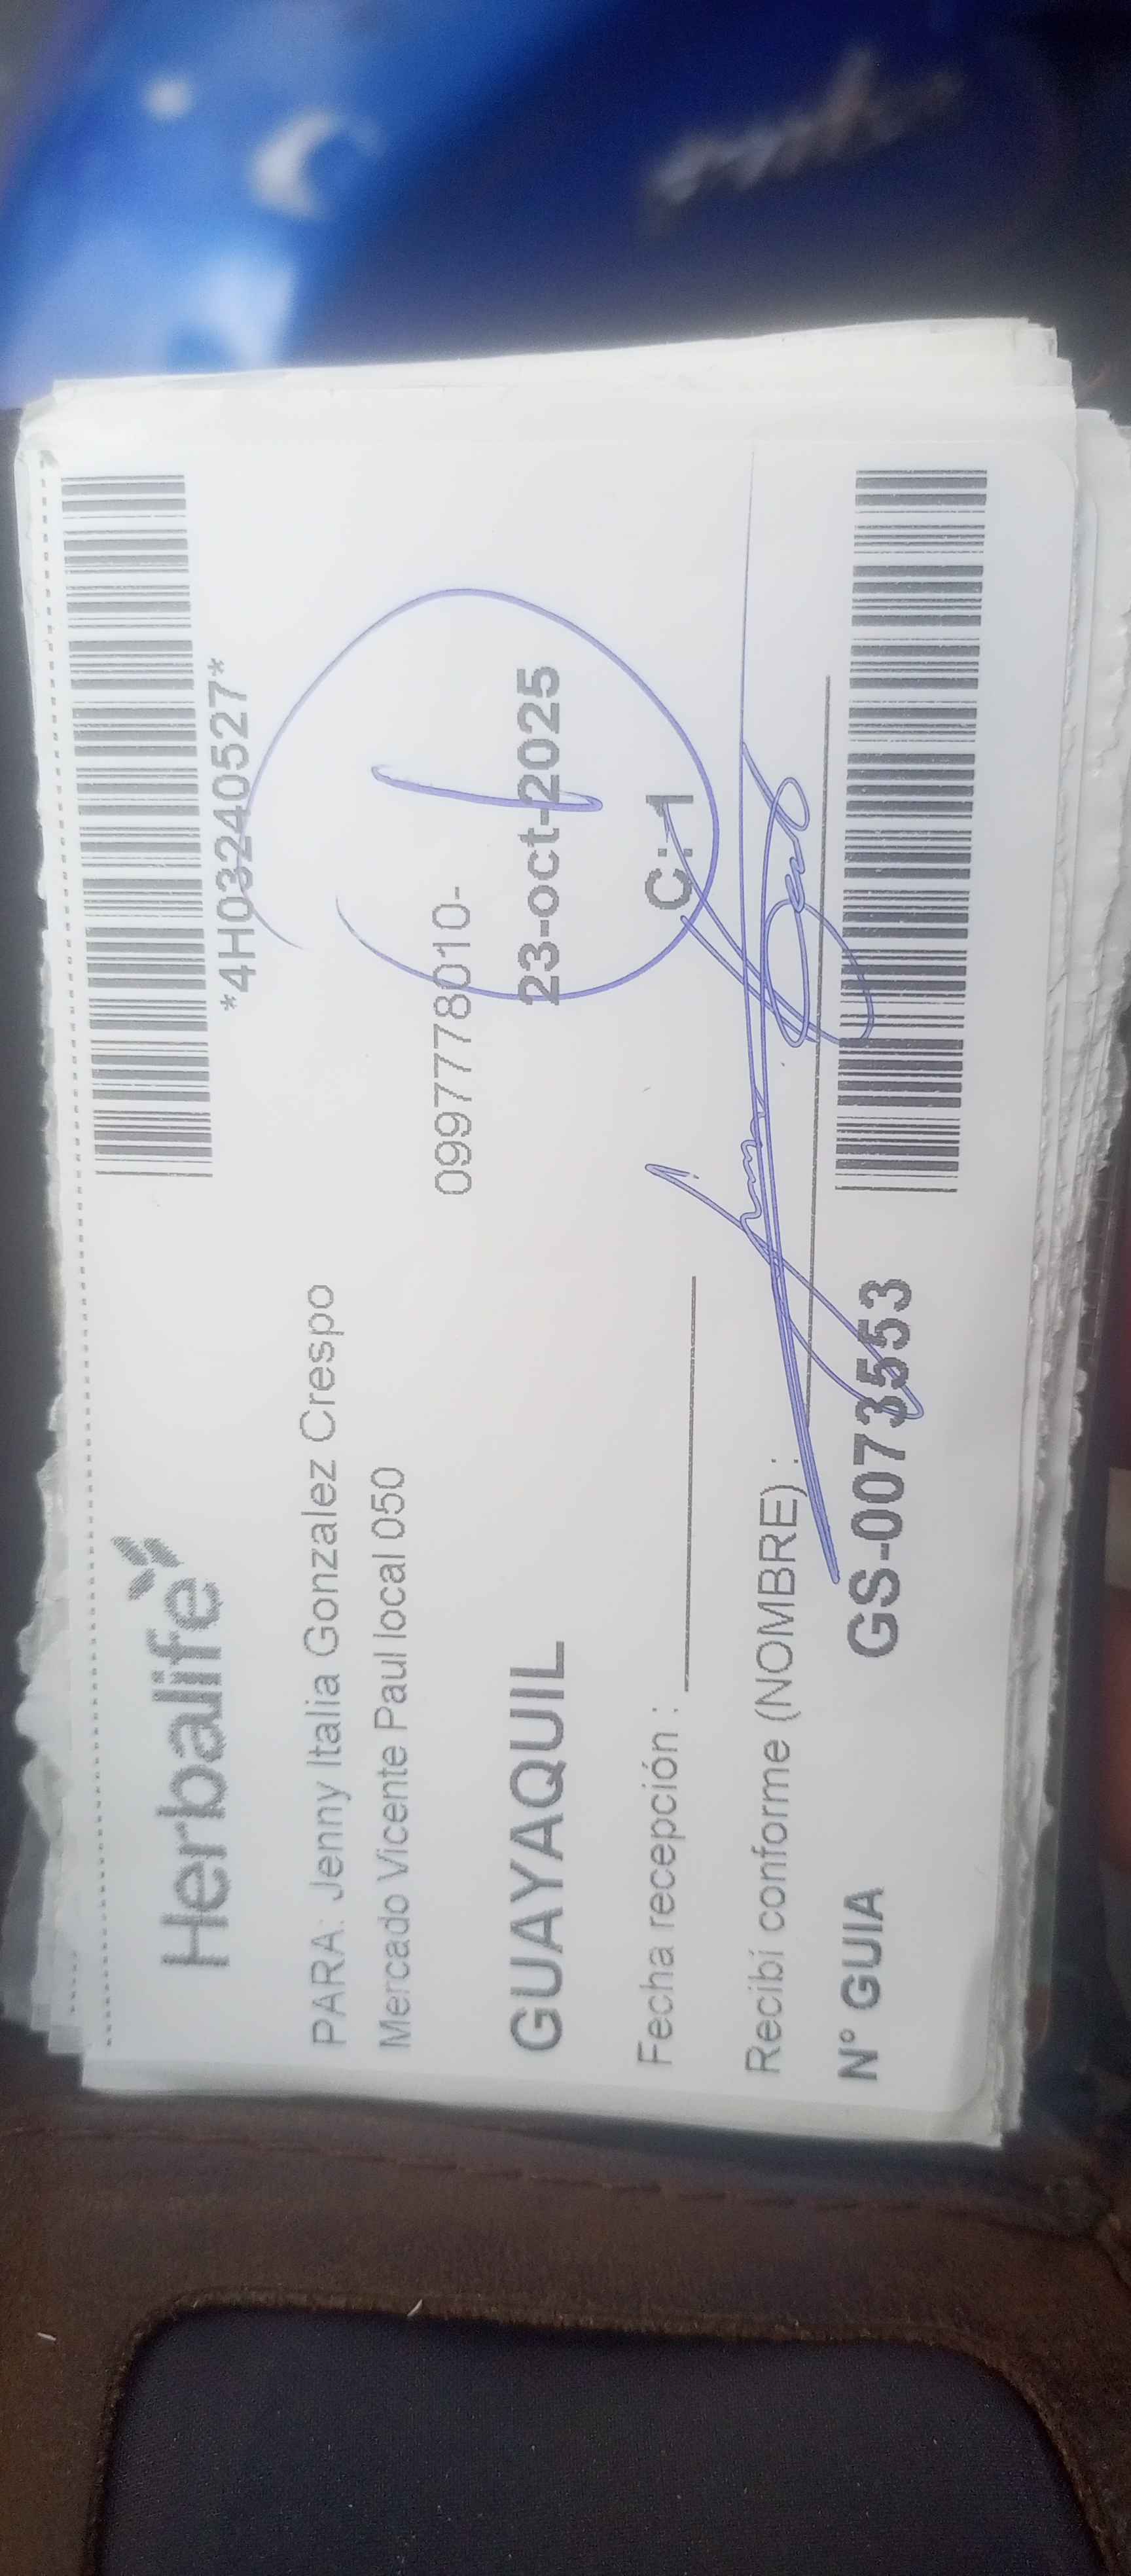 Herbalife
*4H03240527*
PARA: Jenny Italia Gonzalez Crespo
Mercado Vicente Paul local 050
0997778010-
GUAYAQUIL
23-oct-2025
Fecha recepción :
C:1
Recibí conforme (NOMBRE) :
N° GUIA
GS-0073553